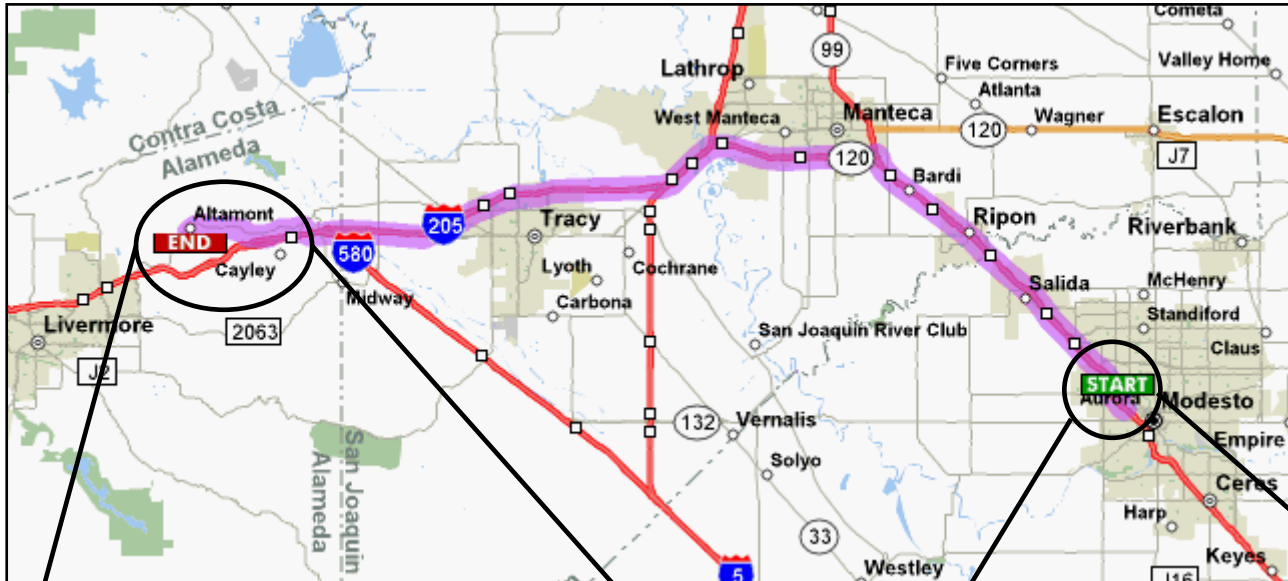 Cometa
99
Lathrop
Five Corners
Valley Home
Atlanta
West Manteca
Manteca
120
Wagner
Escalon
Contra Costa
Alameda
120
J7
Bardi
Altamont
205
Tracy
Ripon
Riverbank
END
580
Cayley
Lyoth
Cochrane
Salida
McHenry
Midway
Carbona
Livermore
2063
San Joaquin River Club
Standiford
Claus
J2
START
Aurora
Modesto
132
Vernalis
Empire
San Joaquin
Alameda
Solyo
Ceres
Harp
33
Keyes
5
Westley
J16